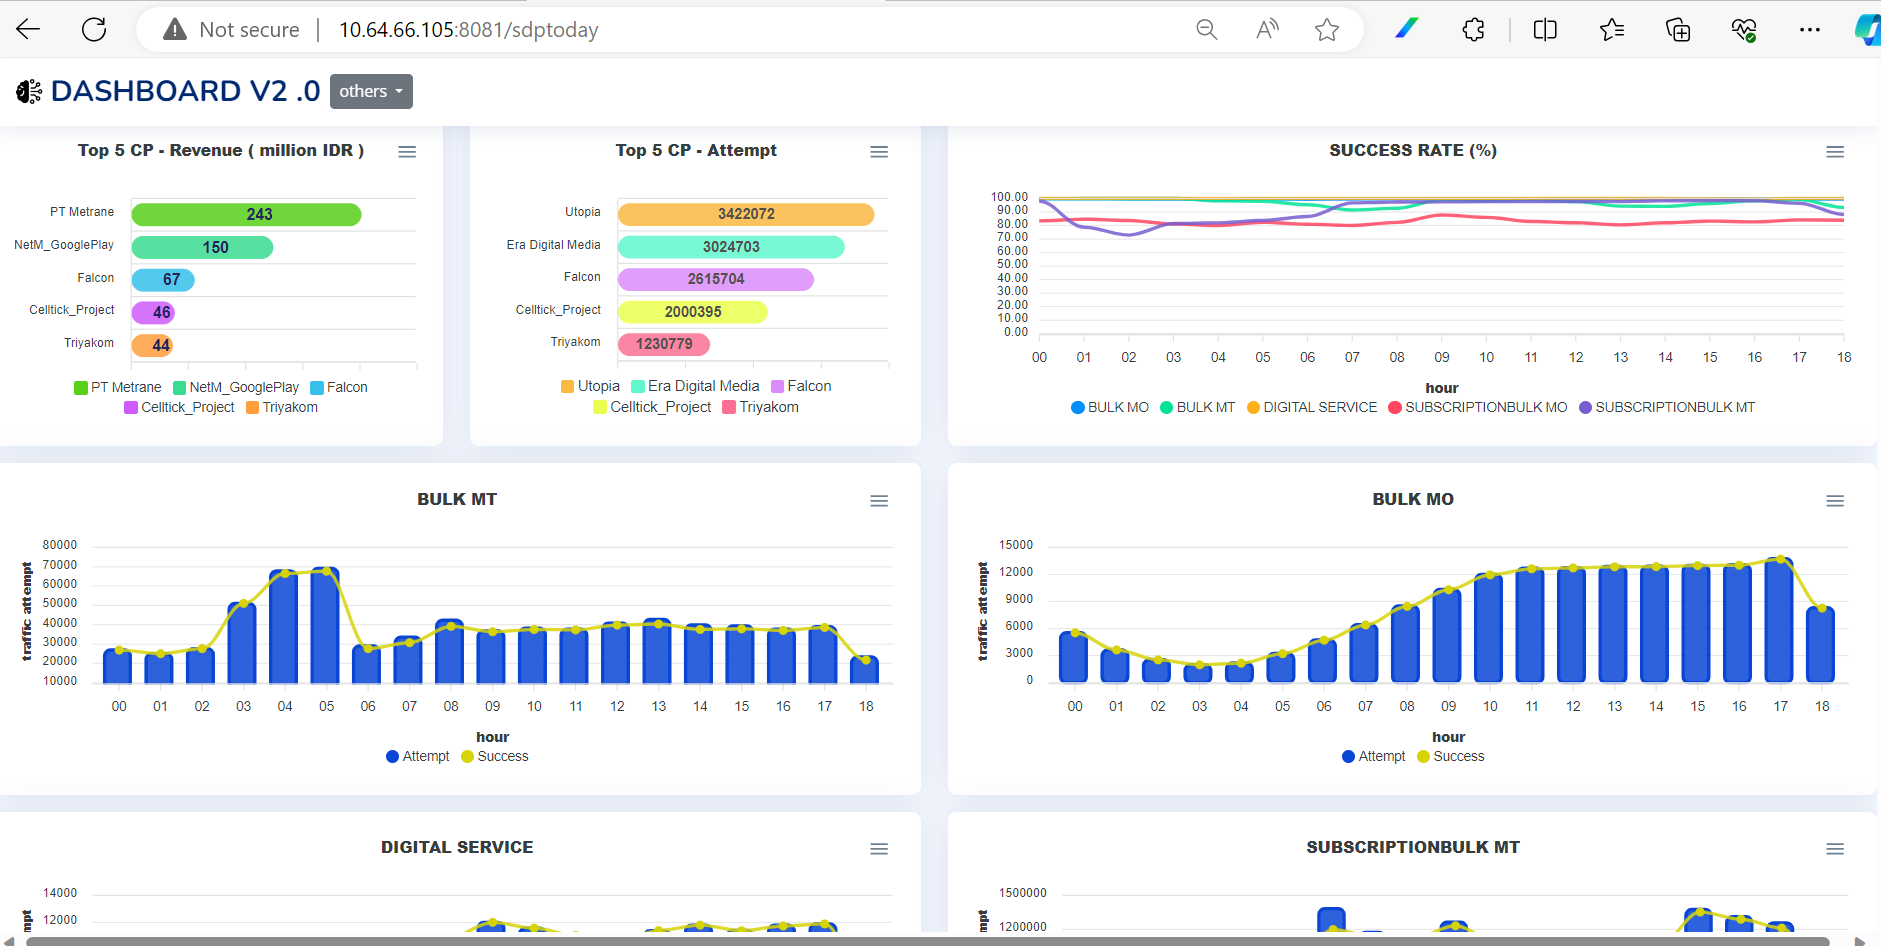 Not secure | 10.64.66.105:8081/sdptoday
DASHBOARD V2 .0 others
Top 5 CP - Revenue ( million IDR )
PT Metrane 243
NetM_GooglePlay 150
Falcon 67
Celltick_Project 46
Triyakom 44
PT Metrane NetM_GooglePlay Falcon
Celltick_Project Triyakom
Top 5 CP - Attempt
Utopia 3422072
Era Digital Media 3024703
Falcon 2615704
Celltick_Project 2000395
Triyakom 1230779
Utopia Era Digital Media Falcon
Celltick_Project Triyakom
SUCCESS RATE (%)
100.00
90.00
80.00
70.00
60.00
50.00
40.00
30.00
20.00
10.00
0.00
00 01 02 03 04 05 06 07 08 09 10 11 12 13 14 15 16 17 18
hour
BULK MO BULK MT DIGITAL SERVICE SUBSCRIPTIONBULK MO SUBSCRIPTIONBULK MT
BULK MT
traffic attempt
80000
70000
60000
50000
40000
30000
20000
10000
00 01 02 03 04 05 06 07 08 09 10 11 12 13 14 15 16 17 18
hour
Attempt Success
BULK MO
traffic attempt
15000
12000
9000
6000
3000
0
00 01 02 03 04 05 06 07 08 09 10 11 12 13 14 15 16 17 18
hour
Attempt Success
DIGITAL SERVICE
14000
12000
mpt
SUBSCRIPTIONBULK MT
1500000
1200000
mpt